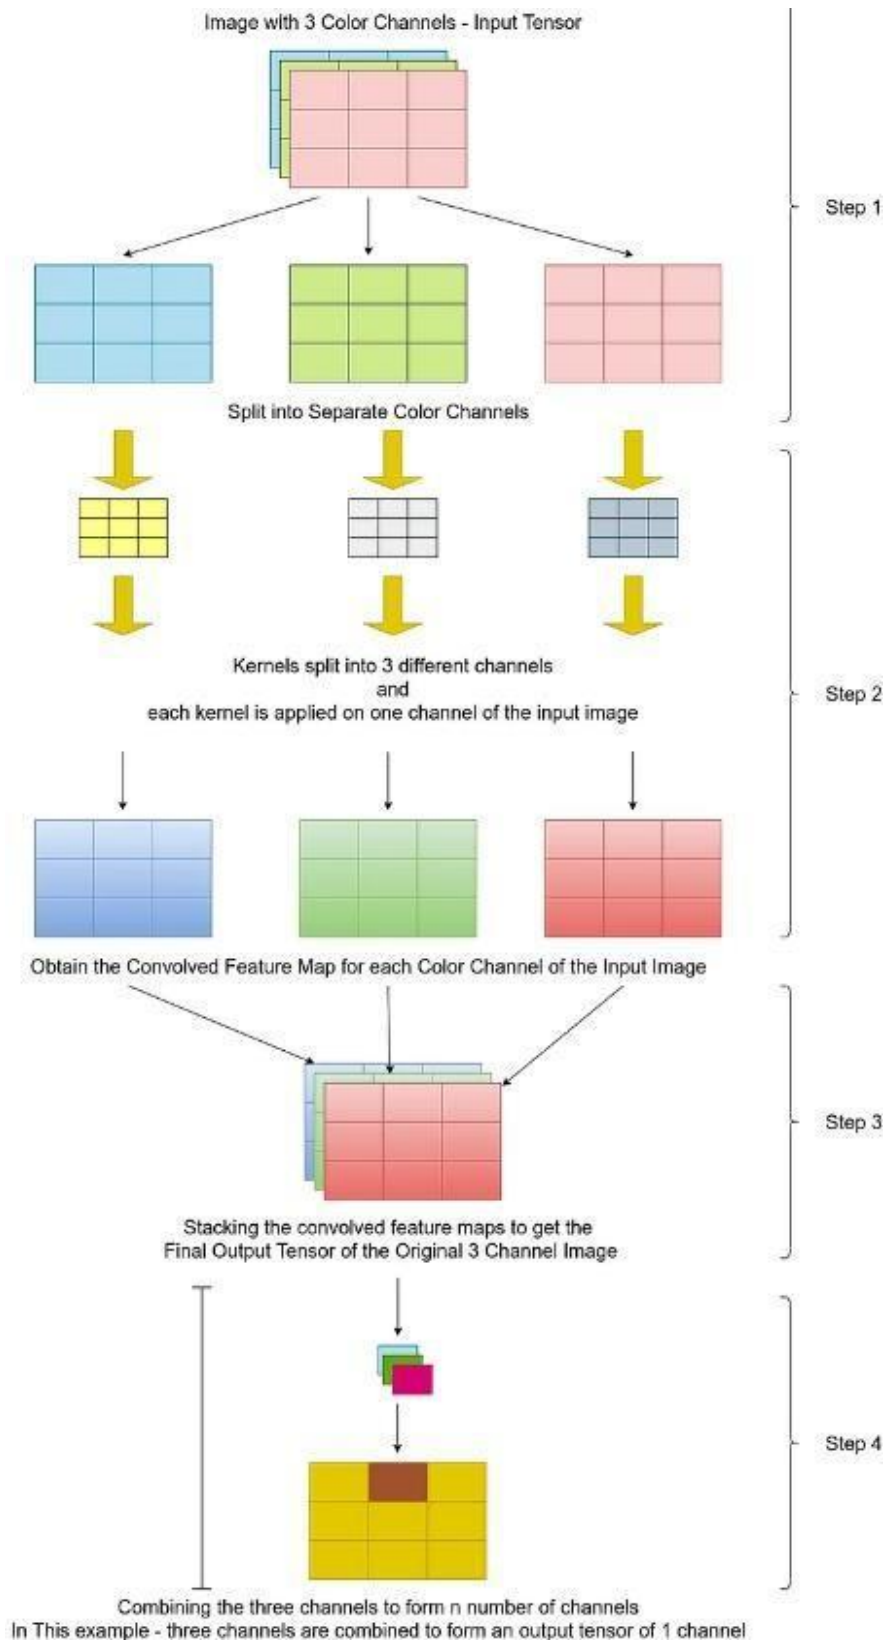 Image with 3 Color Channels - Input Tensor
Step 1
Split into Separate Color Channels
Kernels split into 3 different channels
and
each kernel is applied on one channel of the input image
Step 2
Obtain the Convolved Feature Map for each Color Channel of the Input Image
Step 3
Stacking the convolved feature maps to get the
Final Output Tensor of the Original 3 Channel Image
Step 4
Combining the three channels to form n number of channels
In This example - three channels are combined to form an output tensor of 1 channel